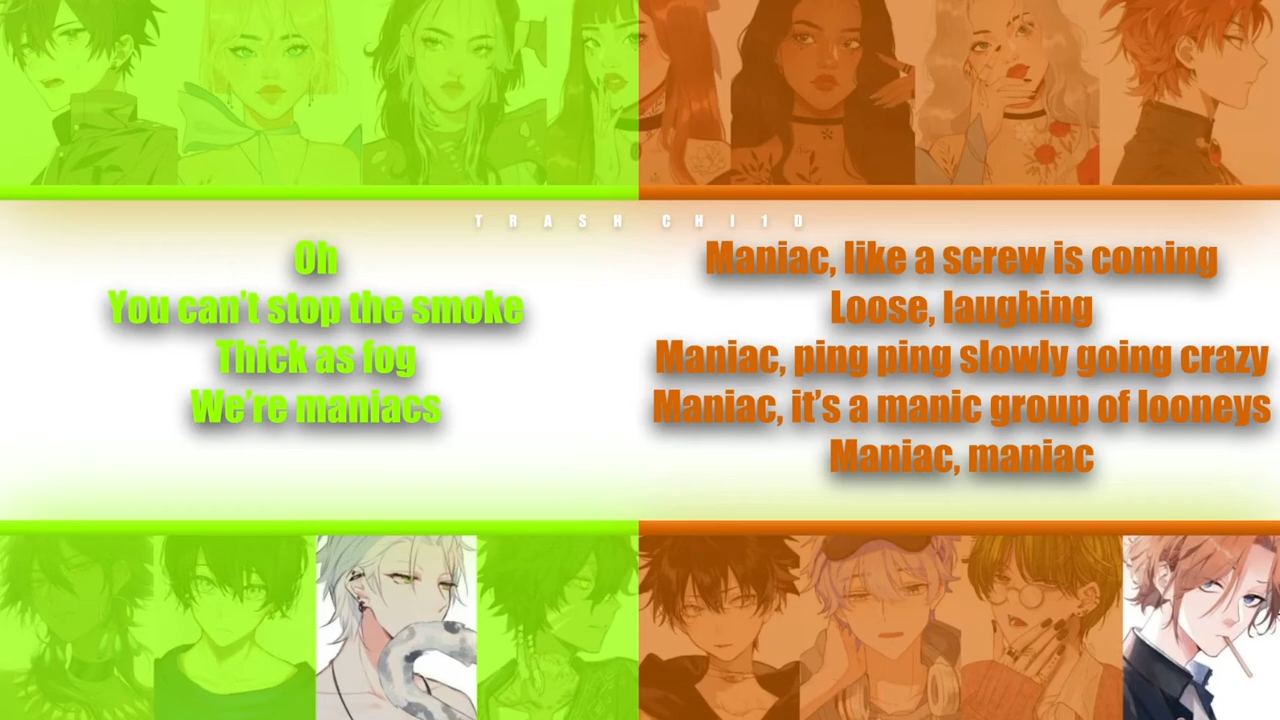 T R A S H C H I 1 D
Oh
You can't stop the smoke
Thick as fog
We're maniacs
Maniac, like a screw is coming
Loose, laughing
Maniac, ping ping slowly going crazy
Maniac, it's a manic group of looneys
Maniac, maniac